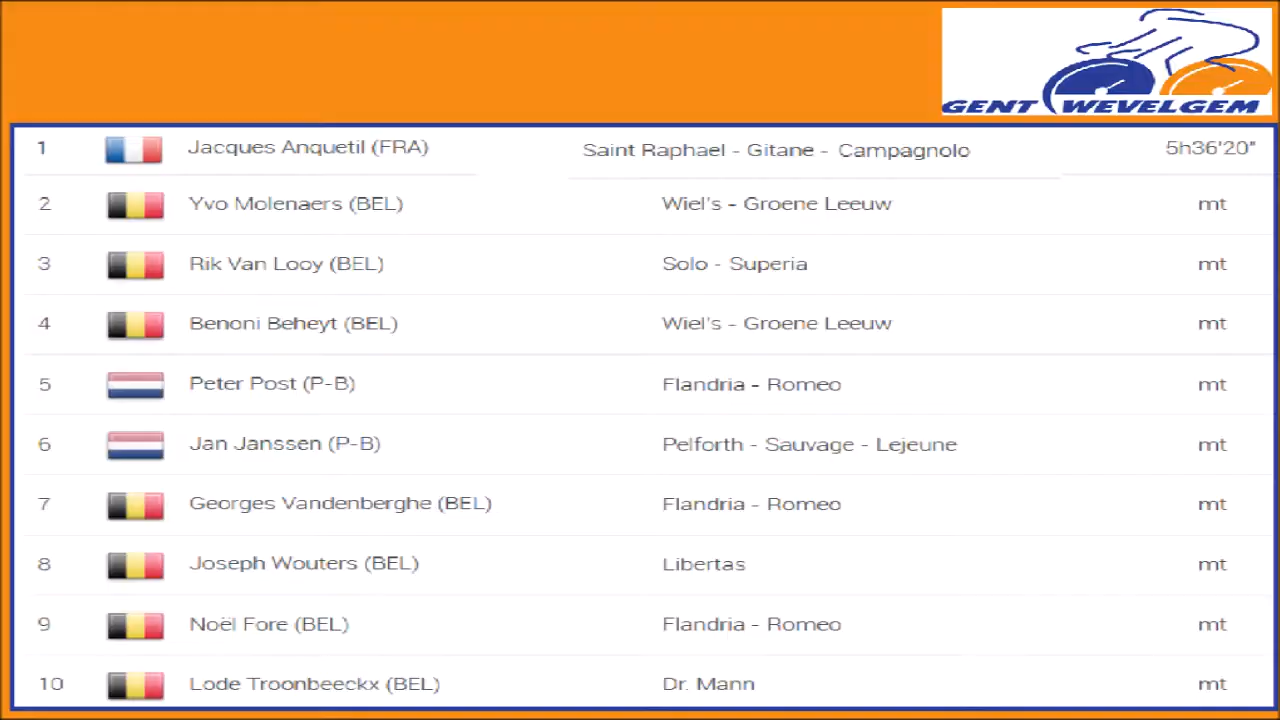 GENT WEVELGEM
1 Jacques Anquetil (FRA) Saint Raphael - Gitane - Campagnolo 5h36'20"
2 Yvo Molenaers (BEL) Wiel's - Groene Leeuw mt
3 Rik Van Looy (BEL) Solo - Superia mt
4 Benoni Beheyt (BEL) Wiel's - Groene Leeuw mt
5 Peter Post (P-B) Flandria - Romeo mt
6 Jan Janssen (P-B) Pelforth - Sauvage - Lejeune mt
7 Georges Vandenberghe (BEL) Flandria - Romeo mt
8 Joseph Wouters (BEL) Libertas mt
9 Noël Fore (BEL) Flandria - Romeo mt
10 Lode Troonbeeckx (BEL) Dr. Mann mt